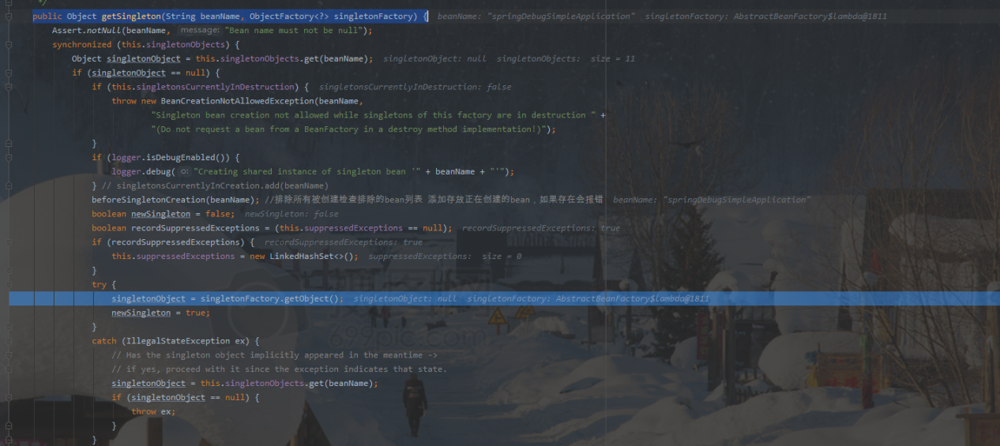 */
public Object getSingleton(String beanName, ObjectFactory<?> singletonFactory) { beanName: "springDebugSimpleApplication" singletonFactory: AbstractBeanFactory$lambda@1811
Assert.notNull(beanName, message: "Bean name must not be null");
synchronized (this.singletonObjects) {
Object singletonObject = this.singletonObjects.get(beanName); singletonObject: null singletonObjects: size = 11
if (singletonObject == null) {
if (this.singletonsCurrentlyInDestruction) { singletonsCurrentlyInDestruction: false
throw new BeanCreationNotAllowedException(beanName,
"Singleton bean creation not allowed while singletons of this factory are in destruction " +
"(Do not request a bean from a BeanFactory in a destroy method implementation!)");
}
if (logger.isDebugEnabled()) {
logger.debug( o: "Creating shared instance of singleton bean '" + beanName + "'");
} // singletonsCurrentlyInCreation.add(beanName)
beforeSingletonCreation(beanName); //排除所有被创建检查排除的bean列表 添加存放正在创建的bean，如果存在会报错 beanName: "springDebugSimpleApplication"
boolean newSingleton = false; newSingleton: false
boolean recordSuppressedExceptions = (this.suppressedExceptions == null); recordSuppressedExceptions: true
if (recordSuppressedExceptions) { recordSuppressedExceptions: true
this.suppressedExceptions = new LinkedHashSet<>(); suppressedExceptions: size = 0
}
try {
singletonObject = singletonFactory.getObject(); singletonObject: null singletonFactory: AbstractBeanFactory$lambda@1811
newSingleton = true;
}
catch (IllegalStateException ex) {
// Has the singleton object implicitly appeared in the meantime ->
// if yes, proceed with it since the exception indicates that state.
singletonObject = this.singletonObjects.get(beanName);
if (singletonObject == null) {
throw ex;
}
}
699pic.com